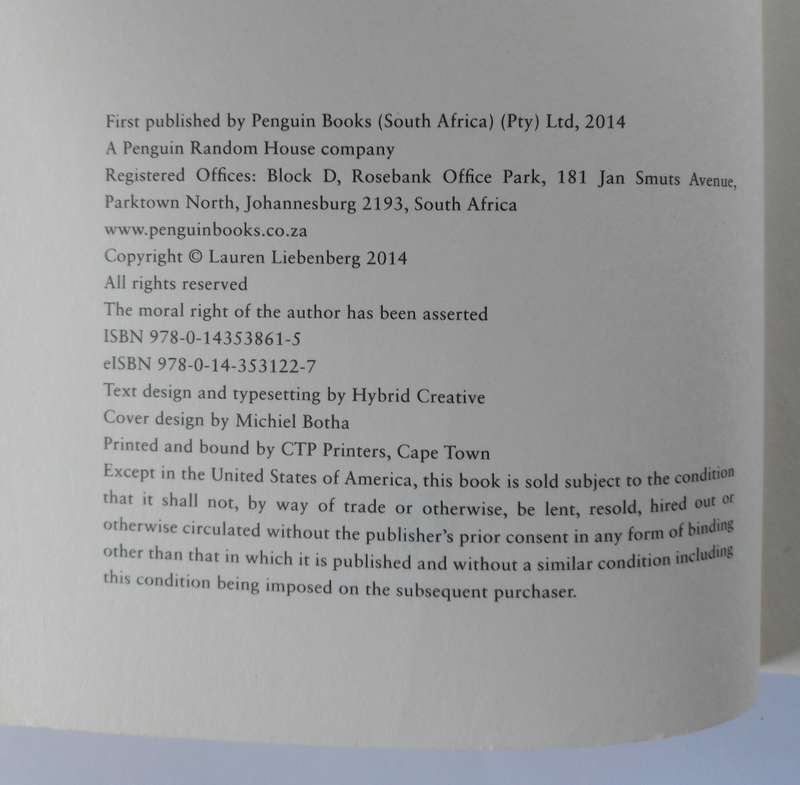 First published by Penguin Books (South Africa) (Pty) Ltd, 2014
A Penguin Random House company
Registered Offices: Block D, Rosebank Office Park, 181 Jan Smuts Avenue,
Parktown North, Johannesburg 2193, South Africa
www.penguinbooks.co.za
Copyright © Lauren Liebenberg 2014
All rights reserved
The moral right of the author has been asserted
ISBN 978-0-14353861-5
eISBN 978-0-14-353122-7
Text design and typesetting by Hybrid Creative
Cover design by Michiel Botha
Printed and bound by CTP Printers, Cape Town
Except in the United States of America, this book is sold subject to the condition
that it shall not, by way of trade or otherwise, be lent, resold, hired out or
otherwise circulated without the publisher's prior consent in any form of binding
other than that in which it is published and without a similar condition including
this condition being imposed on the subsequent purchaser.